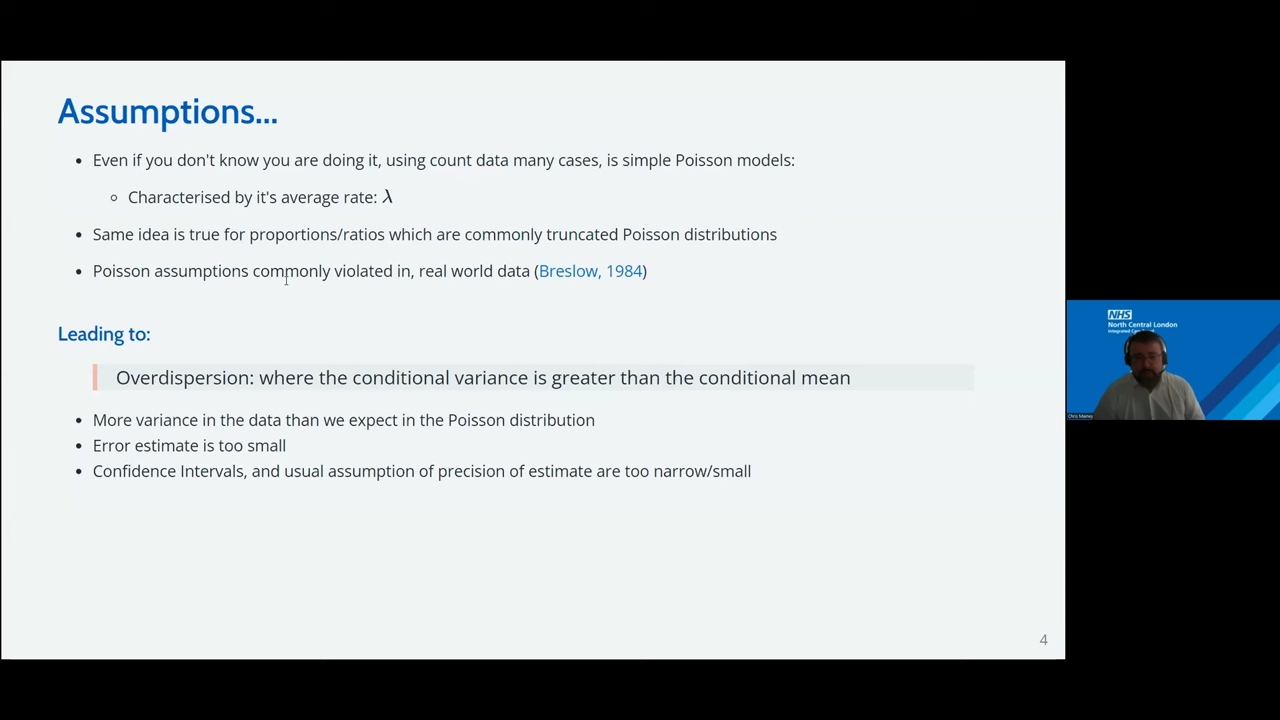 Assumptions...
Even if you don't know you are doing it, using count data many cases, is simple Poisson models:
Characterised by it's average rate: λ
Same idea is true for proportions/ratios which are commonly truncated Poisson distributions
Poisson assumptions commonly violated in, real world data (Breslow, 1984)
Leading to:
Overdispersion: where the conditional variance is greater than the conditional mean
More variance in the data than we expect in the Poisson distribution
Error estimate is too small
Confidence Intervals, and usual assumption of precision of estimate are too narrow/small
4
NHS
North Central London
Integrated
Chris Mainey